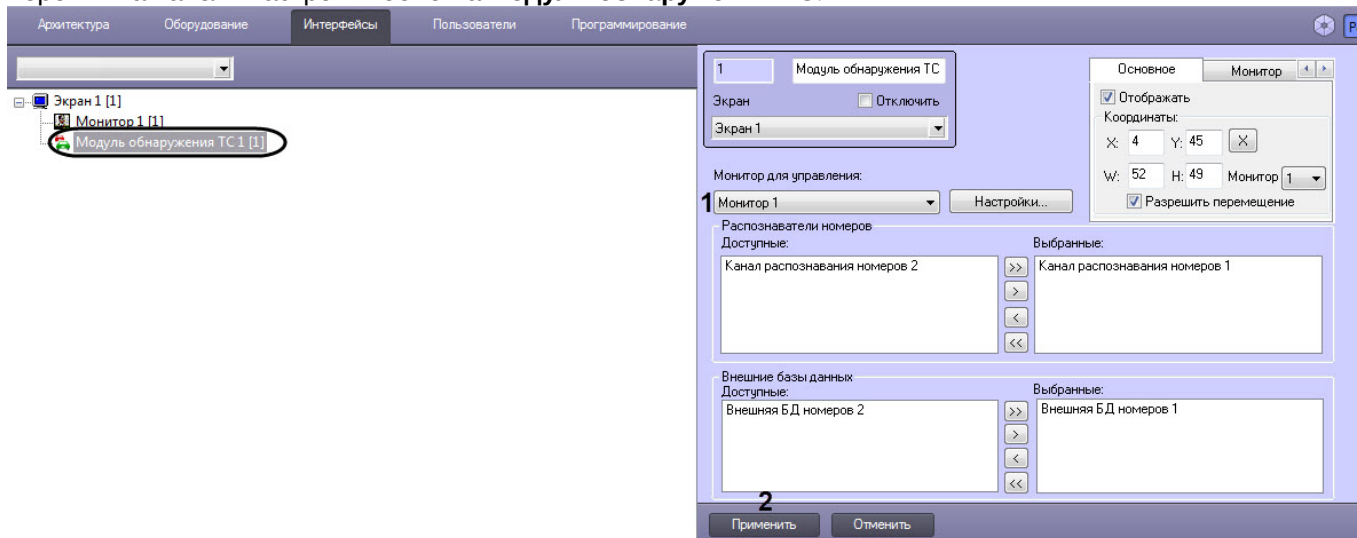 Архитектура Оборудование Интерфейсы Пользователи Программирование
Экран 1 [1]
Монитор 1 [1]
Модуль обнаружения ТС 1 [1]
1 Модуль обнаружения ТС
Экран Отключить
Экран 1
Основное Монитор
Отображать
Координаты:
X: 4 Y: 45 X
W: 52 H: 49 Монитор 1
Разрешить перемещение
Монитор для управления:
1 Монитор 1 Настройки...
Распознаватели номеров
Доступные: Выбранные:
Канал распознавания номеров 2 >> Канал распознавания номеров 1
>
<
<<
Внешние базы данных
Доступные: Выбранные:
Внешняя БД номеров 2 >> Внешняя БД номеров 1
>
<
<<
2
Применить Отменить